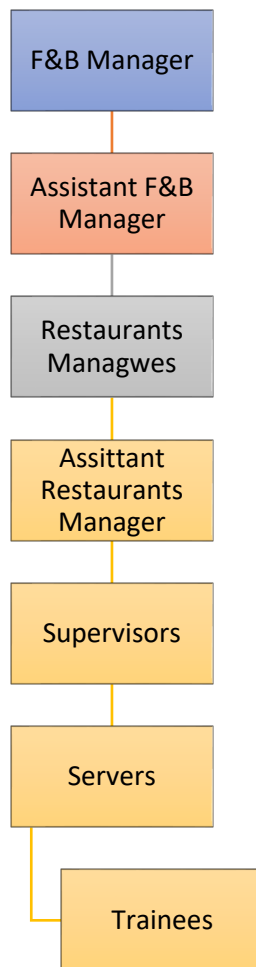 F&B Manager
Assistant F&B
Manager
Restaurants
Managwes
Assittant
Restaurants
Manager
Supervisors
Servers
Trainees